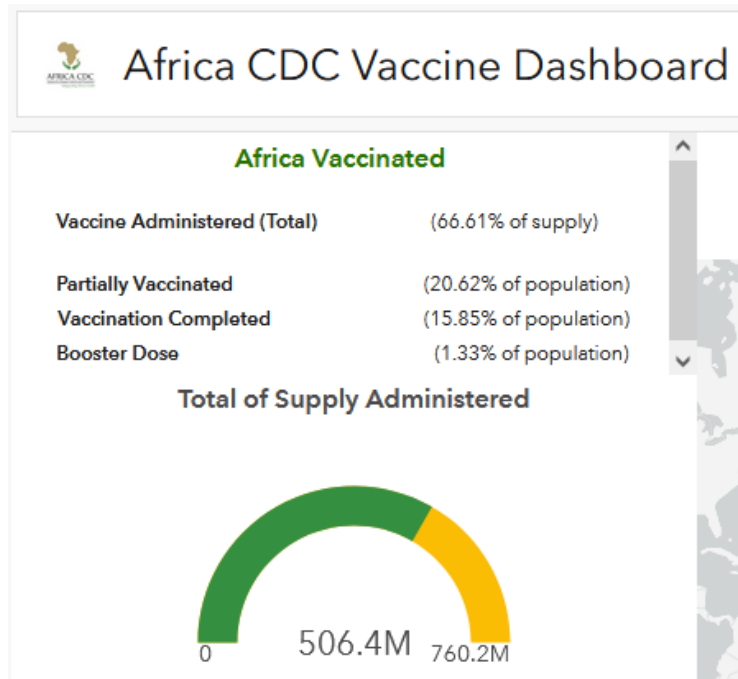 AFRICA CDC
Africa CDC Vaccine Dashboard
Africa Vaccinated
Vaccine Administered (Total) (66.61% of supply)
Partially Vaccinated (20.62% of population)
Vaccination Completed (15.85% of population)
Booster Dose (1.33% of population)
Total of Supply Administered
0 506.4M 760.2M